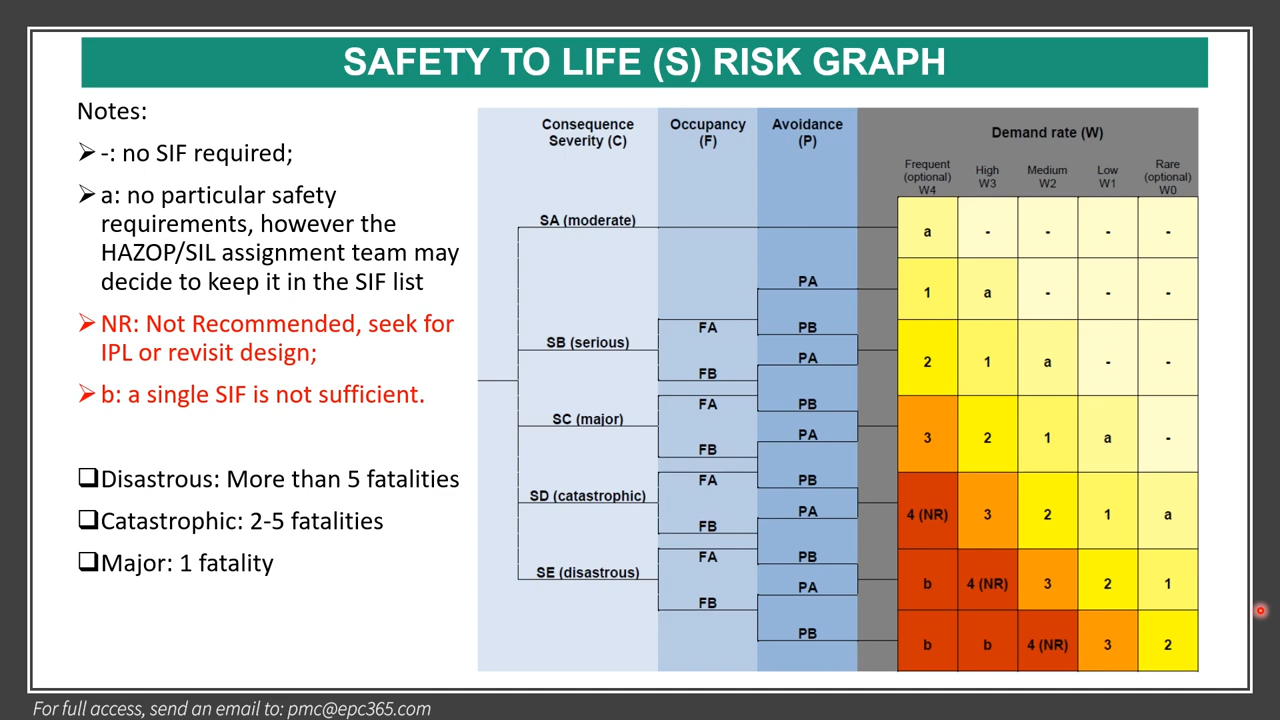 SAFETY TO LIFE (S) RISK GRAPH
Notes:
-: no SIF required;
a: no particular safety
requirements, however the
HAZOP/SIL assignment team may
decide to keep it in the SIF list
NR: Not Recommended, seek for
IPL or revisit design;
b: a single SIF is not sufficient.
Disastrous: More than 5 fatalities
Catastrophic: 2-5 fatalities
Major: 1 fatality
Consequence
Severity (C)
Occupancy
(F)
Avoidance
(P)
Demand rate (W)
Frequent
(optional)
W4
High
W3
Medium
W2
Low
W1
Rare
(optional)
W0
SA (moderate)
a - - - -
PA
1 a - - -
FA
PB
SB (serious)
PA
2 1 a - -
FB
FA
PB
SC (major)
PA
3 2 1 a -
FB
FA
PB
SD (catastrophic)
PA
4 (NR) 3 2 1 a
FB
FA
PB
SE (disastrous)
PA
b 4 (NR) 3 2 1
FB
PB
b b 4 (NR) 3 2
For full access, send an email to: pmc@epc365.com